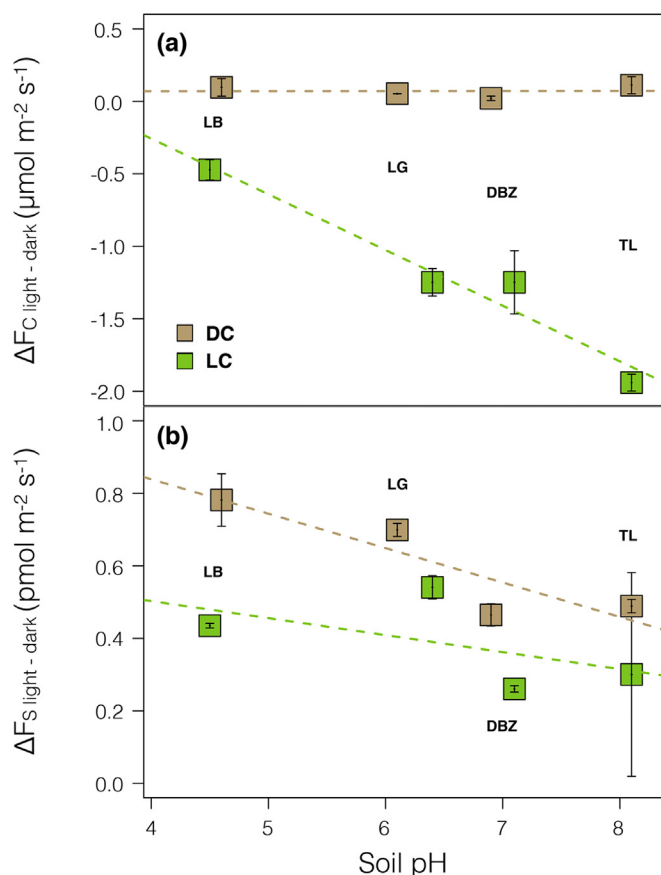 (a)
0.5
0.0
-0.5
-1.0
-1.5
-2.0
ΔF_C light - dark (µmol m⁻² s⁻¹)
LB
LG
DBZ
TL
DC
LC
(b)
1.0
0.8
0.6
0.4
0.2
0.0
ΔF_S light - dark (pmol m⁻² s⁻¹)
LG
TL
LB
DBZ
4 5 6 7 8
Soil pH